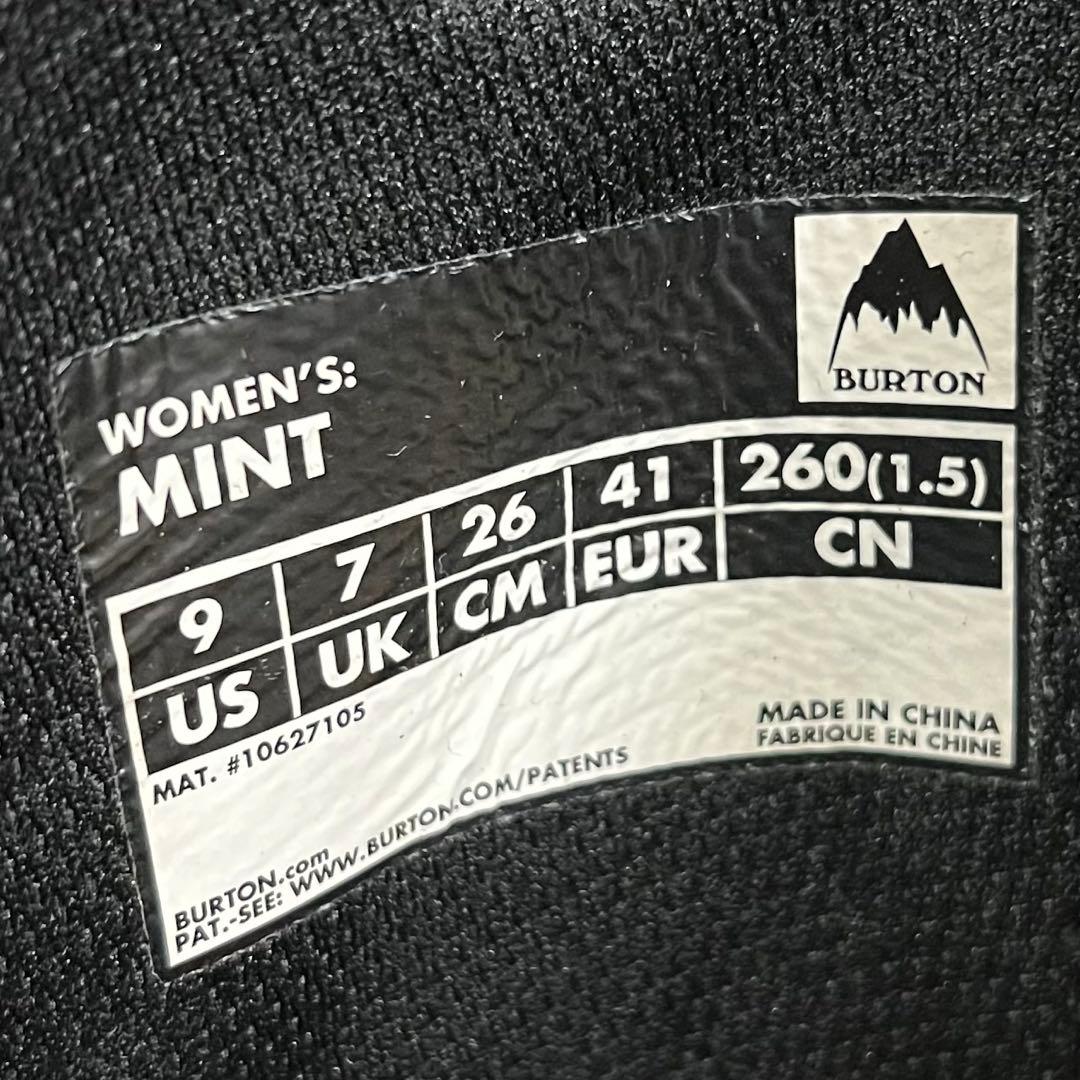 BURTON
WOMEN'S:
MINT
9 7 26 41 260(1.5)
US UK CM EUR CN
MAT. #10627105
MADE IN CHINA
FABRIQUE EN CHINE
BURTON.com
PAT.-SEE: WWW.BURTON.COM/PATENTS